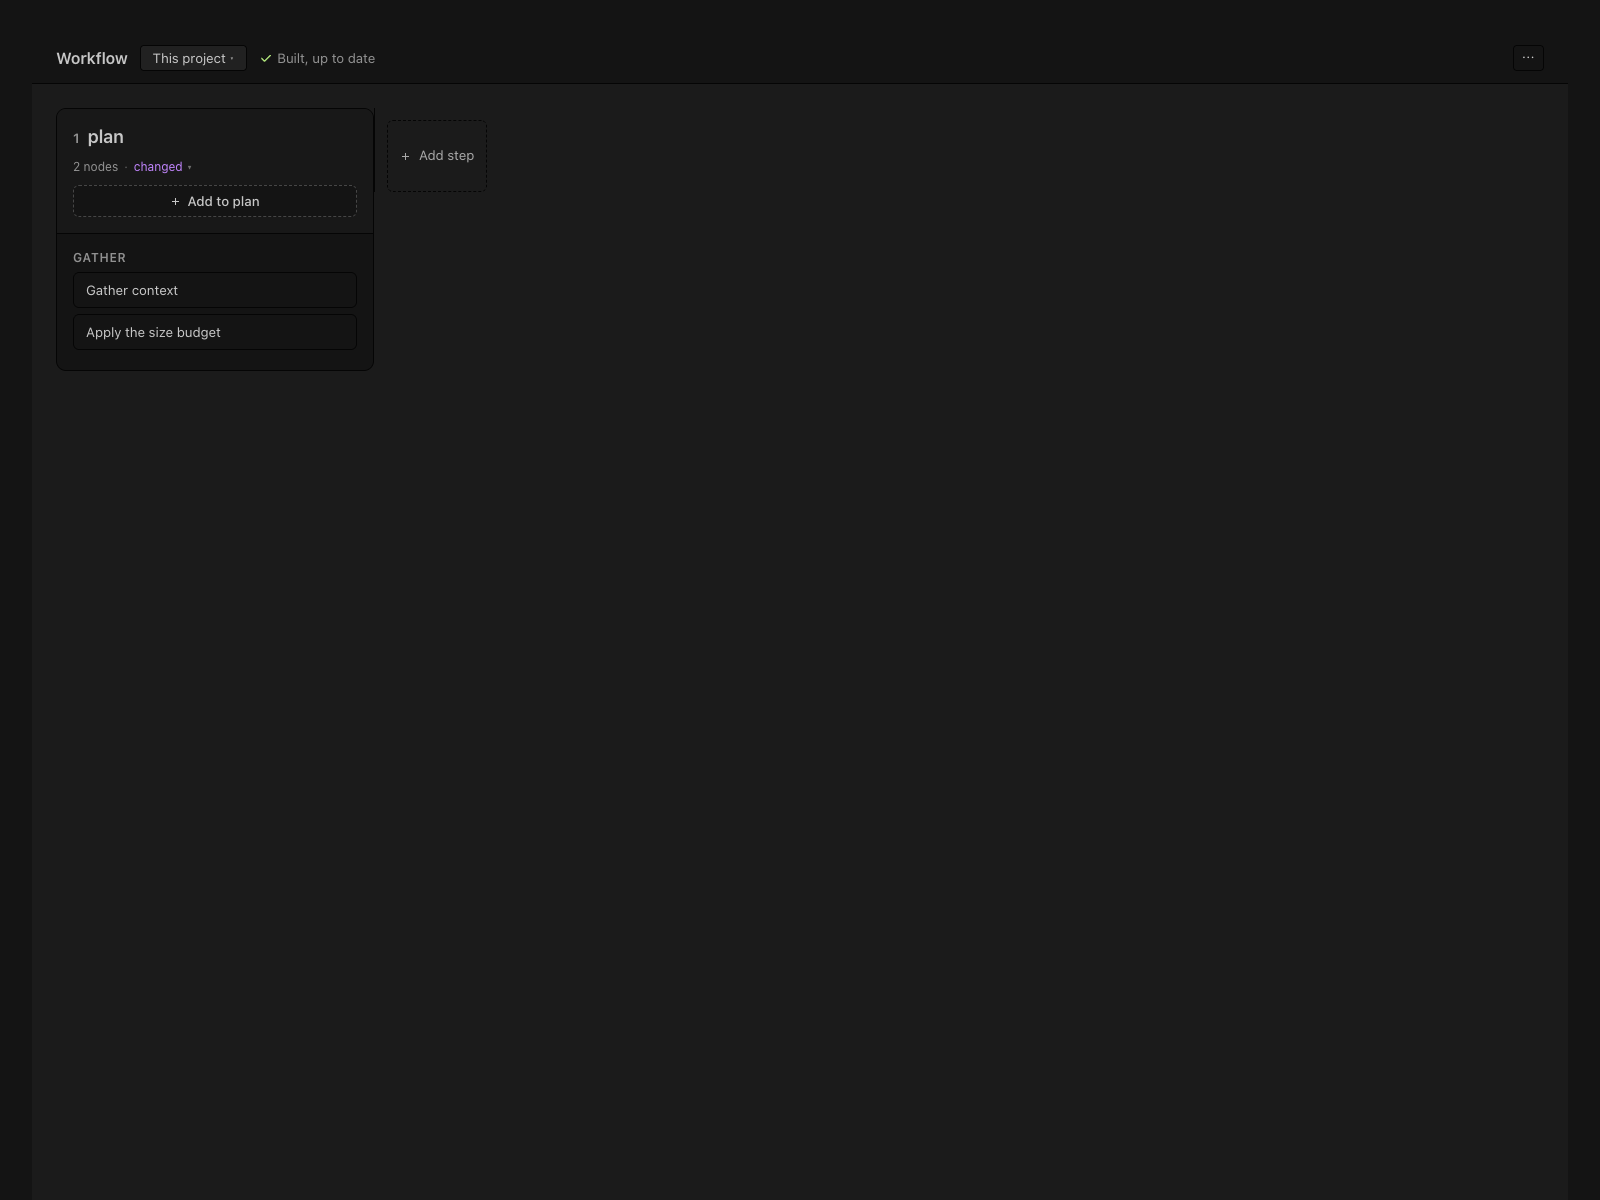 Workflow This project Built, up to date ...
1 plan
2 nodes · changed
+ Add to plan
+ Add step
GATHER
Gather context
Apply the size budget